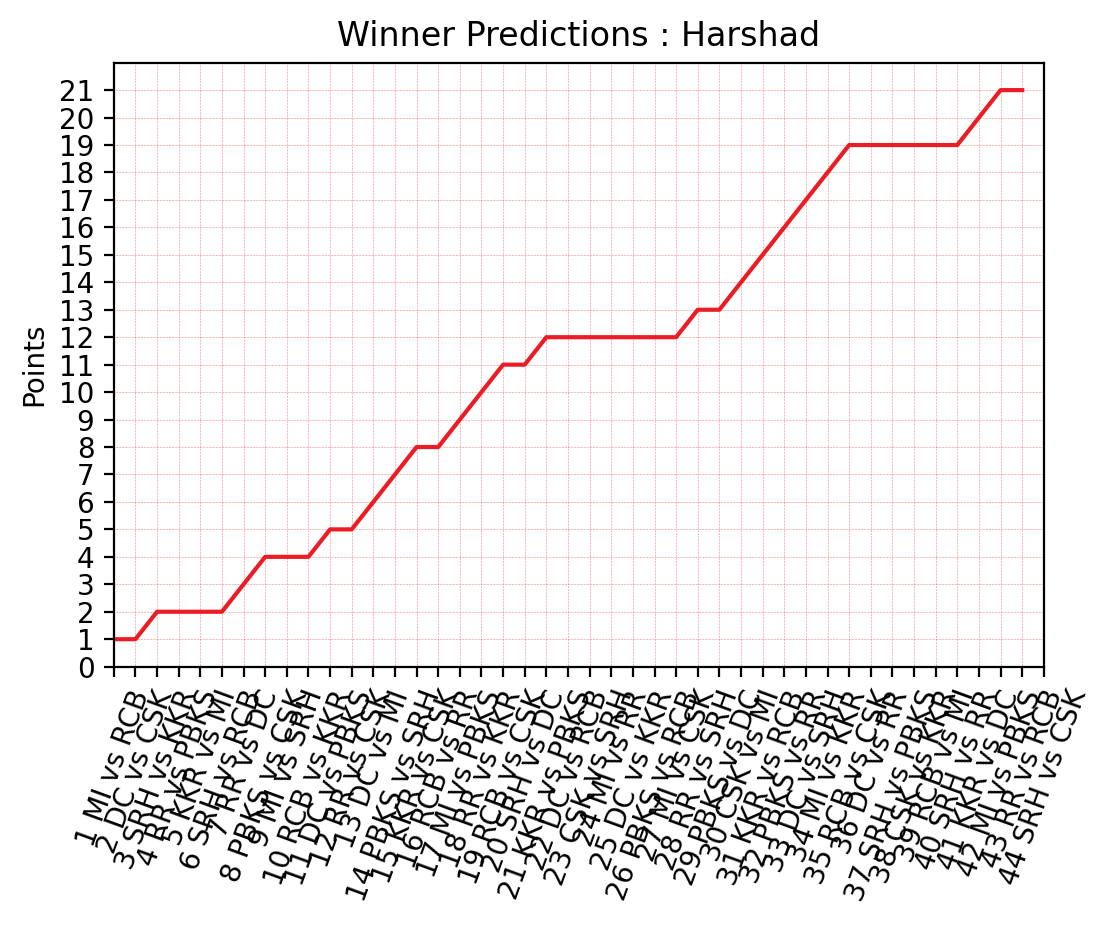 Winner Predictions : Harshad
Points
21
20
19
18
17
16
15
14
13
12
11
10
9
8
7
6
5
4
3
2
1
0
1 MI vs RCB
2 DC vs CSK
3 SRH vs KKR
4 RR vs PBKS
5 KKR vs MI
6 SRH vs RCB
7 RR vs DC
8 PBKS vs CSK
9 MI vs SRH
10 RCB vs KKR
11 DC vs PBKS
12 RR vs CSK
13 DC vs MI
14 PBKS vs SRH
15 KKR vs CSK
16 RCB vs RR
17 MI vs PBKS
18 RR vs KKR
19 RCB vs CSK
20 SRH vs DC
21 KKR vs PBKS
22 DC vs RCB
23 CSK vs SRH
24 MI vs RR
25 DC vs KKR
26 PBKS vs RCB
27 MI vs CSK
28 RR vs SRH
29 PBKS vs DC
30 CSK vs MI
31 KKR vs RCB
32 PBKS vs RR
33 DC vs SRH
34 MI vs KKR
35 RCB vs CSK
36 DC vs RR
37 SRH vs PBKS
38 CSK vs KKR
39 RCB vs MI
40 SRH vs RR
41 KKR vs DC
42 MI vs PBKS
43 RR vs RCB
44 SRH vs CSK